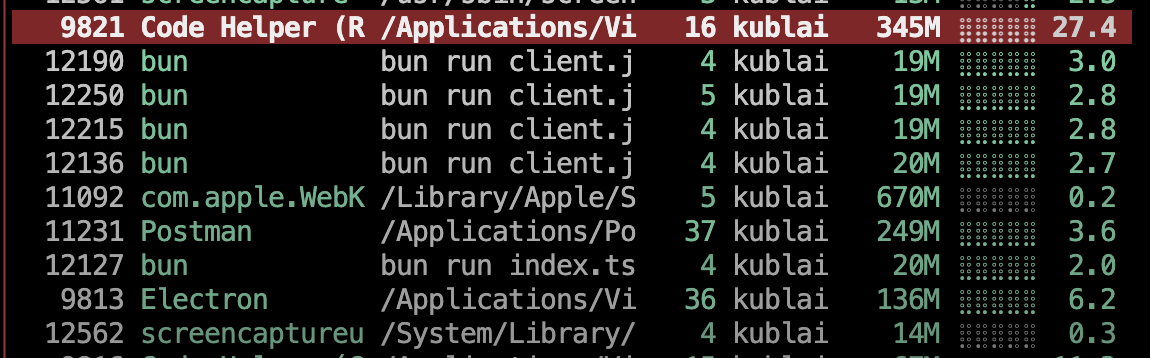 9821 Code Helper (R /Applications/Vi 16 kublai 345M 27.4
12190 bun bun run client.j 4 kublai 19M 3.0
12250 bun bun run client.j 5 kublai 19M 2.8
12215 bun bun run client.j 4 kublai 19M 2.8
12136 bun bun run client.j 4 kublai 20M 2.7
11092 com.apple.WebK /Library/Apple/S 5 kublai 670M 0.2
11231 Postman /Applications/Po 37 kublai 249M 3.6
12127 bun bun run index.ts 4 kublai 20M 2.0
9813 Electron /Applications/Vi 36 kublai 136M 6.2
12562 screencaptureu /System/Library/ 4 kublai 14M 0.3